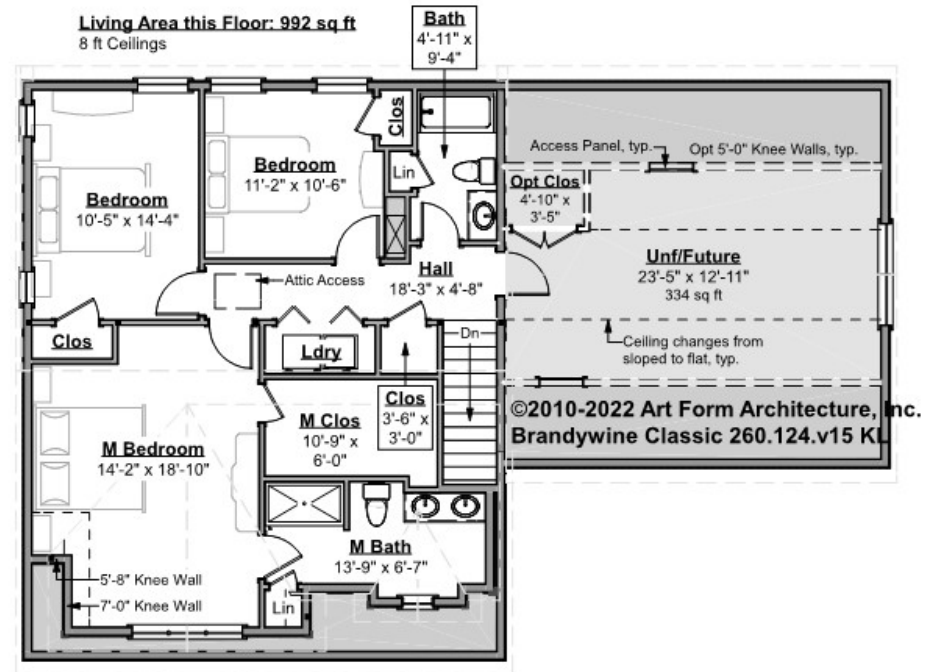 Living Area this Floor: 992 sq ft
8 ft Ceilings
Bath
4'-11" x
9'-4"
Clos
Bedroom
11'-2" x 10'-6"
Lin
Bedroom
10'-5" x 14'-4"
Access Panel, typ.
Opt 5'-0" Knee Walls, typ.
Opt Clos
4'-10" x
3'-5"
Unf/Future
23'-5" x 12'-11"
334 sq ft
Attic Access
Hall
18'-3" x 4'-8"
Clos
Ldry
Dn
Ceiling changes from
sloped to flat, typ.
Clos
3'-6" x
3'-0"
M Clos
10'-9" x
6'-0"
©2010-2022 Art Form Architecture, Inc.
Brandywine Classic 260.124.v15 KL
M Bedroom
14'-2" x 18'-10"
M Bath
13'-9" x 6'-7"
5'-8" Knee Wall
7'-0" Knee Wall
Lin